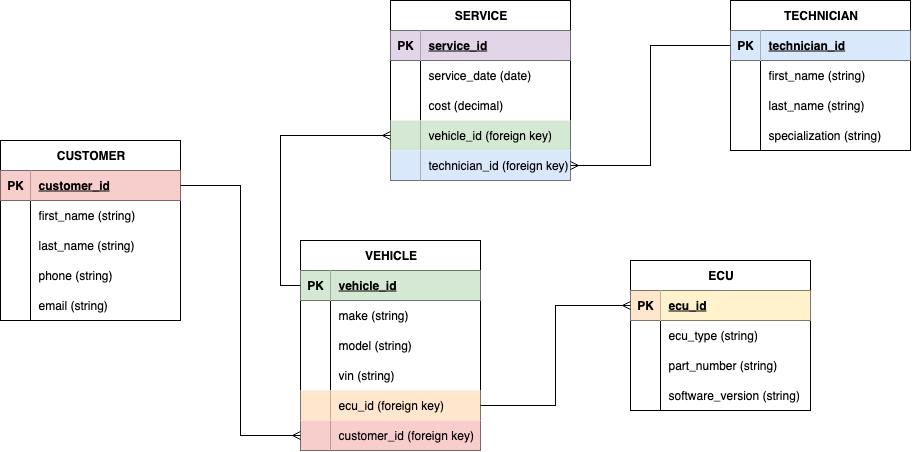 SERVICE
PK service_id
service_date (date)
cost (decimal)
vehicle_id (foreign key)
technician_id (foreign key)
TECHNICIAN
PK technician_id
first_name (string)
last_name (string)
specialization (string)
CUSTOMER
PK customer_id
first_name (string)
last_name (string)
phone (string)
email (string)
VEHICLE
PK vehicle_id
make (string)
model (string)
vin (string)
ecu_id (foreign key)
customer_id (foreign key)
ECU
PK ecu_id
ecu_type (string)
part_number (string)
software_version (string)